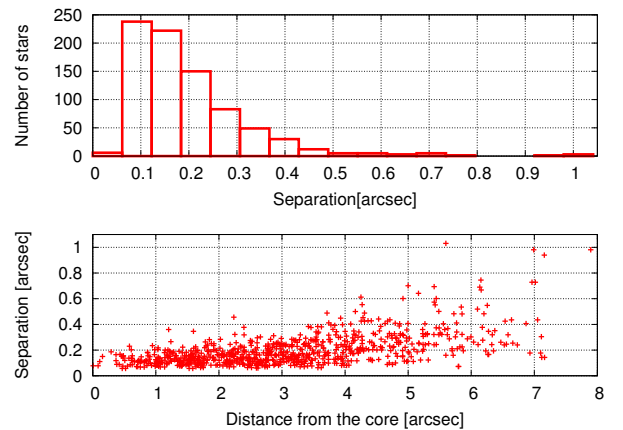 250
200
150
100
50
0
Number of stars
0 0.1 0.2 0.3 0.4 0.5 0.6 0.7 0.8 0.9 1
Separation[arcsec]
1
0.8
0.6
0.4
0.2
0
Separation [arcsec]
0 1 2 3 4 5 6 7 8
Distance from the core [arcsec]